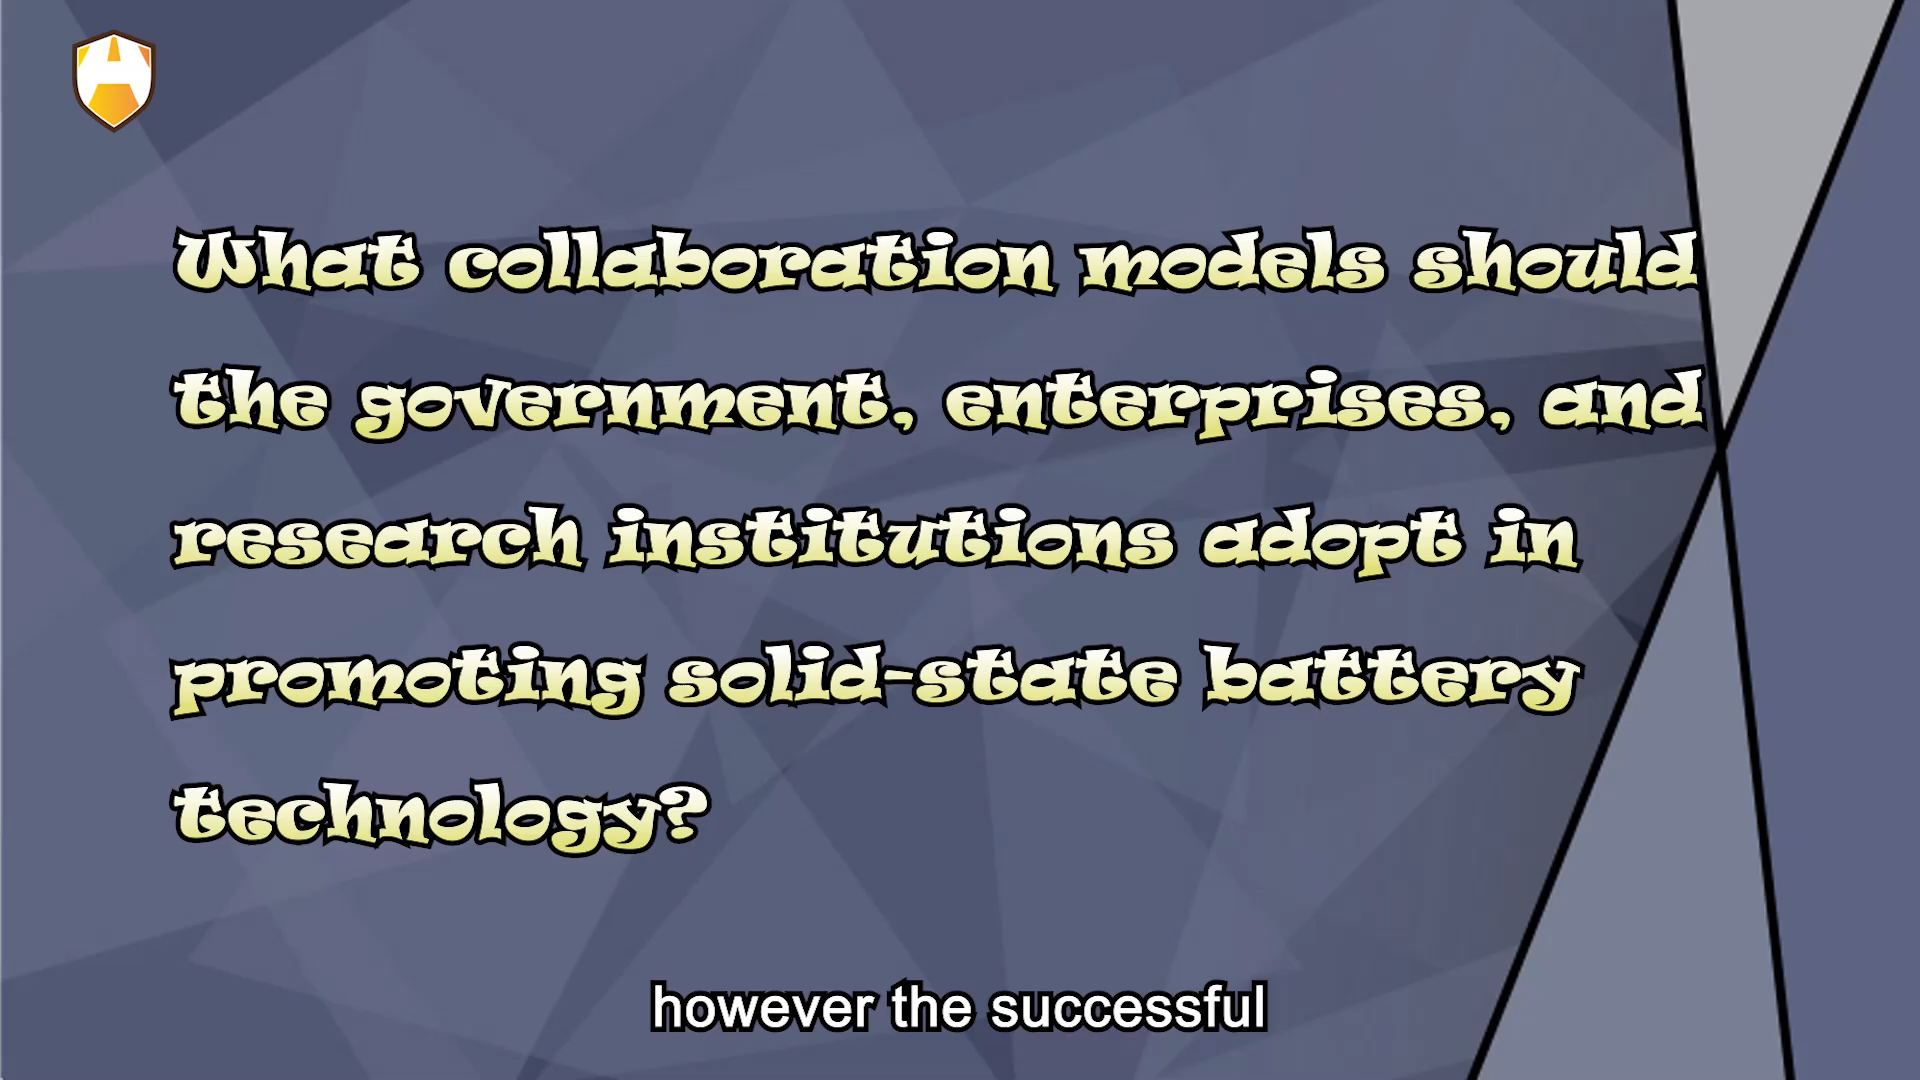 What collaboration models should
the government, enterprises, and
research institutions adopt in
promoting solid-state battery
technology?
however the successful